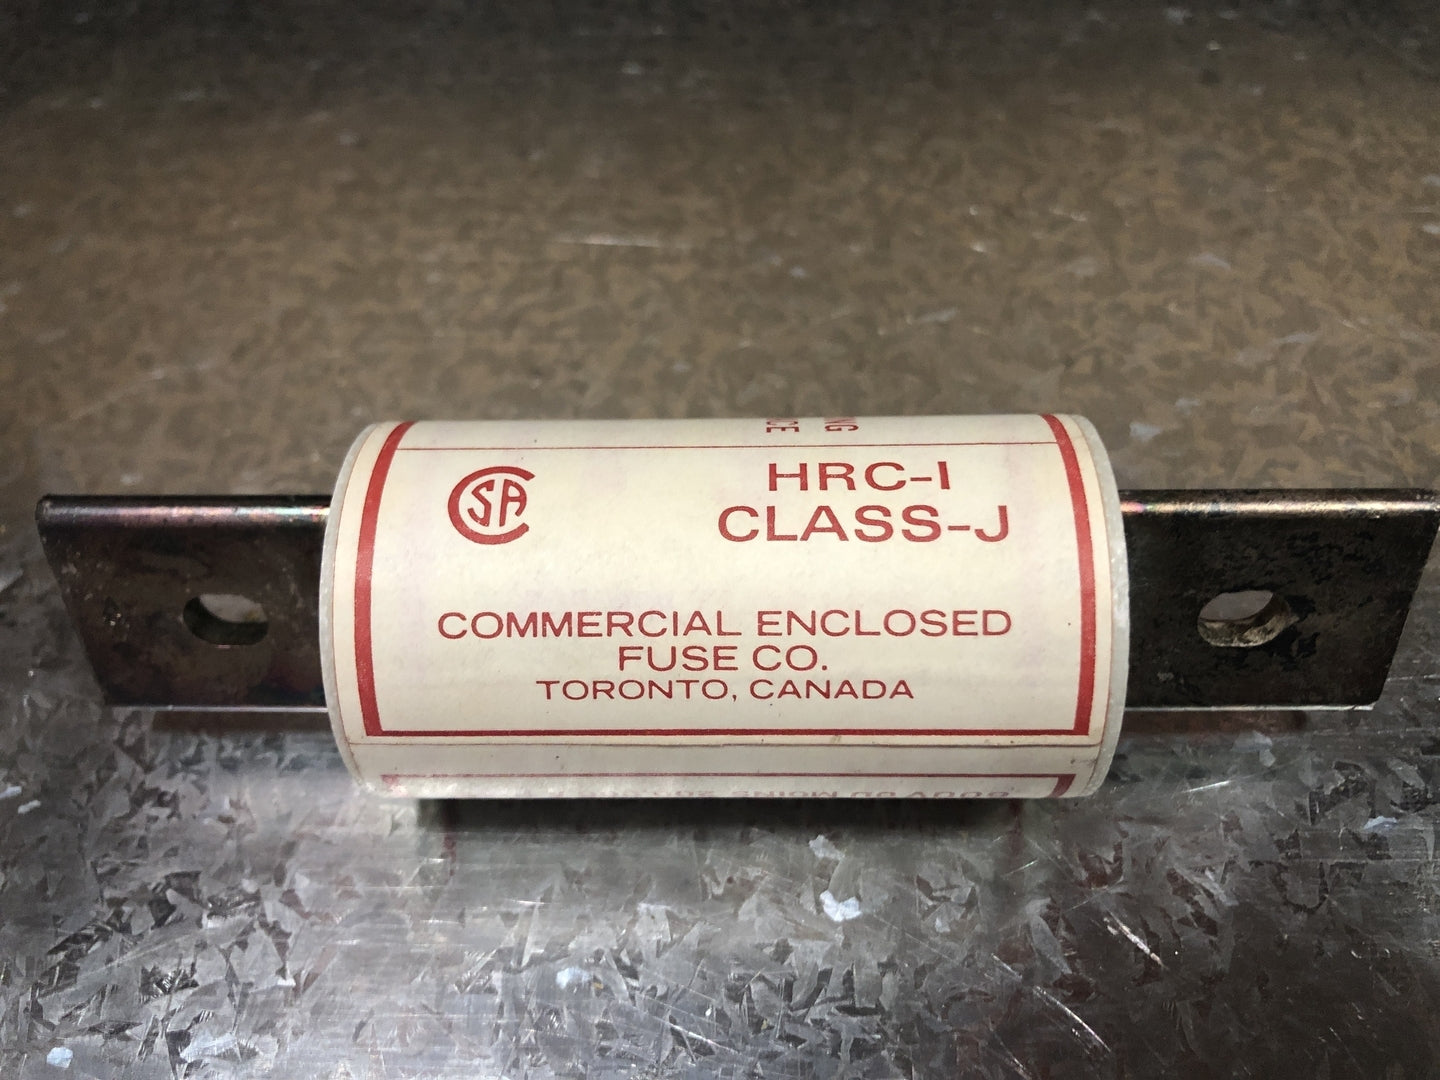 CSA
HRC-I
CLASS-J
COMMERCIAL ENCLOSED
FUSE CO.
TORONTO, CANADA